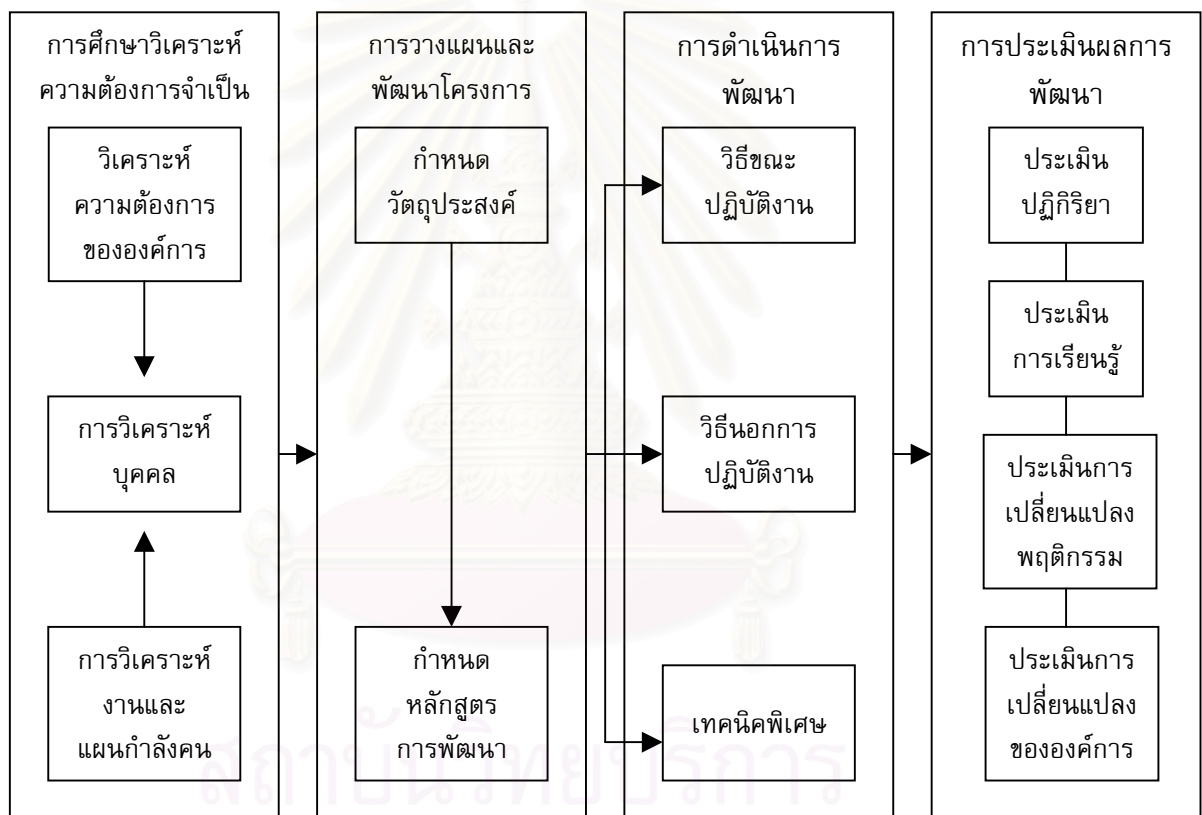 การศึกษาวิเคราะห์
ความต้องการจำเป็น
วิเคราะห์
ความต้องการ
ขององค์การ
การวิเคราะห์
บุคคล
การวิเคราะห์
งานและ
แผนกำลังคน
การวางแผนและ
พัฒนาโครงการ
กำหนด
วัตถุประสงค์
กำหนด
หลักสูตร
การพัฒนา
การดำเนินการ
พัฒนา
วิธีขณะ
ปฏิบัติงาน
วิธีนอกการ
ปฏิบัติงาน
เทคนิคพิเศษ
การประเมินผลการ
พัฒนา
ประเมิน
ปฏิกิริยา
ประเมิน
การเรียนรู้
ประเมินการ
เปลี่ยนแปลง
พฤติกรรม
ประเมินการ
เปลี่ยนแปลง
ขององค์การ
สถาบันวิทยบริการ